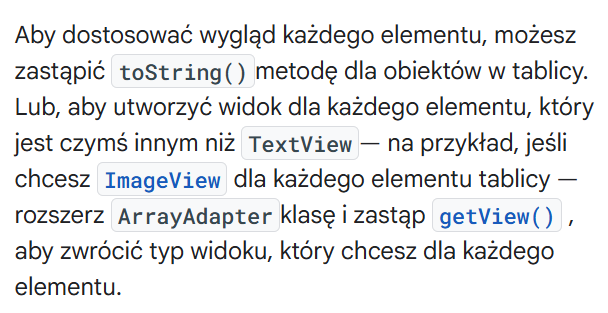 Aby dostosować wygląd każdego elementu, możesz
zastąpić toString() metodę dla obiektów w tablicy.
Lub, aby utworzyć widok dla każdego elementu, który
jest czymś innym niż TextView — na przykład, jeśli
chcesz ImageView dla każdego elementu tablicy —
rozszerz ArrayAdapter klasę i zastąp getView() ,
aby zwrócić typ widoku, który chcesz dla każdego
elementu.